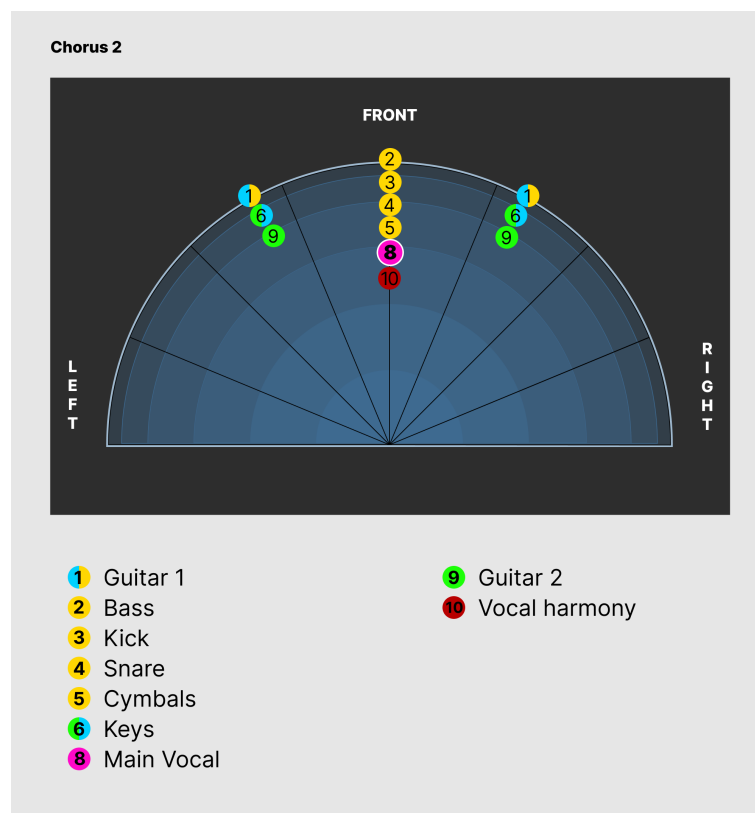 Chorus 2
FRONT
2
1 3 1
6 4 6
9 5 9
8
10
L
E
F
T
R
I
G
H
T
1 Guitar 1
2 Bass
3 Kick
4 Snare
5 Cymbals
6 Keys
8 Main Vocal
9 Guitar 2
10 Vocal harmony